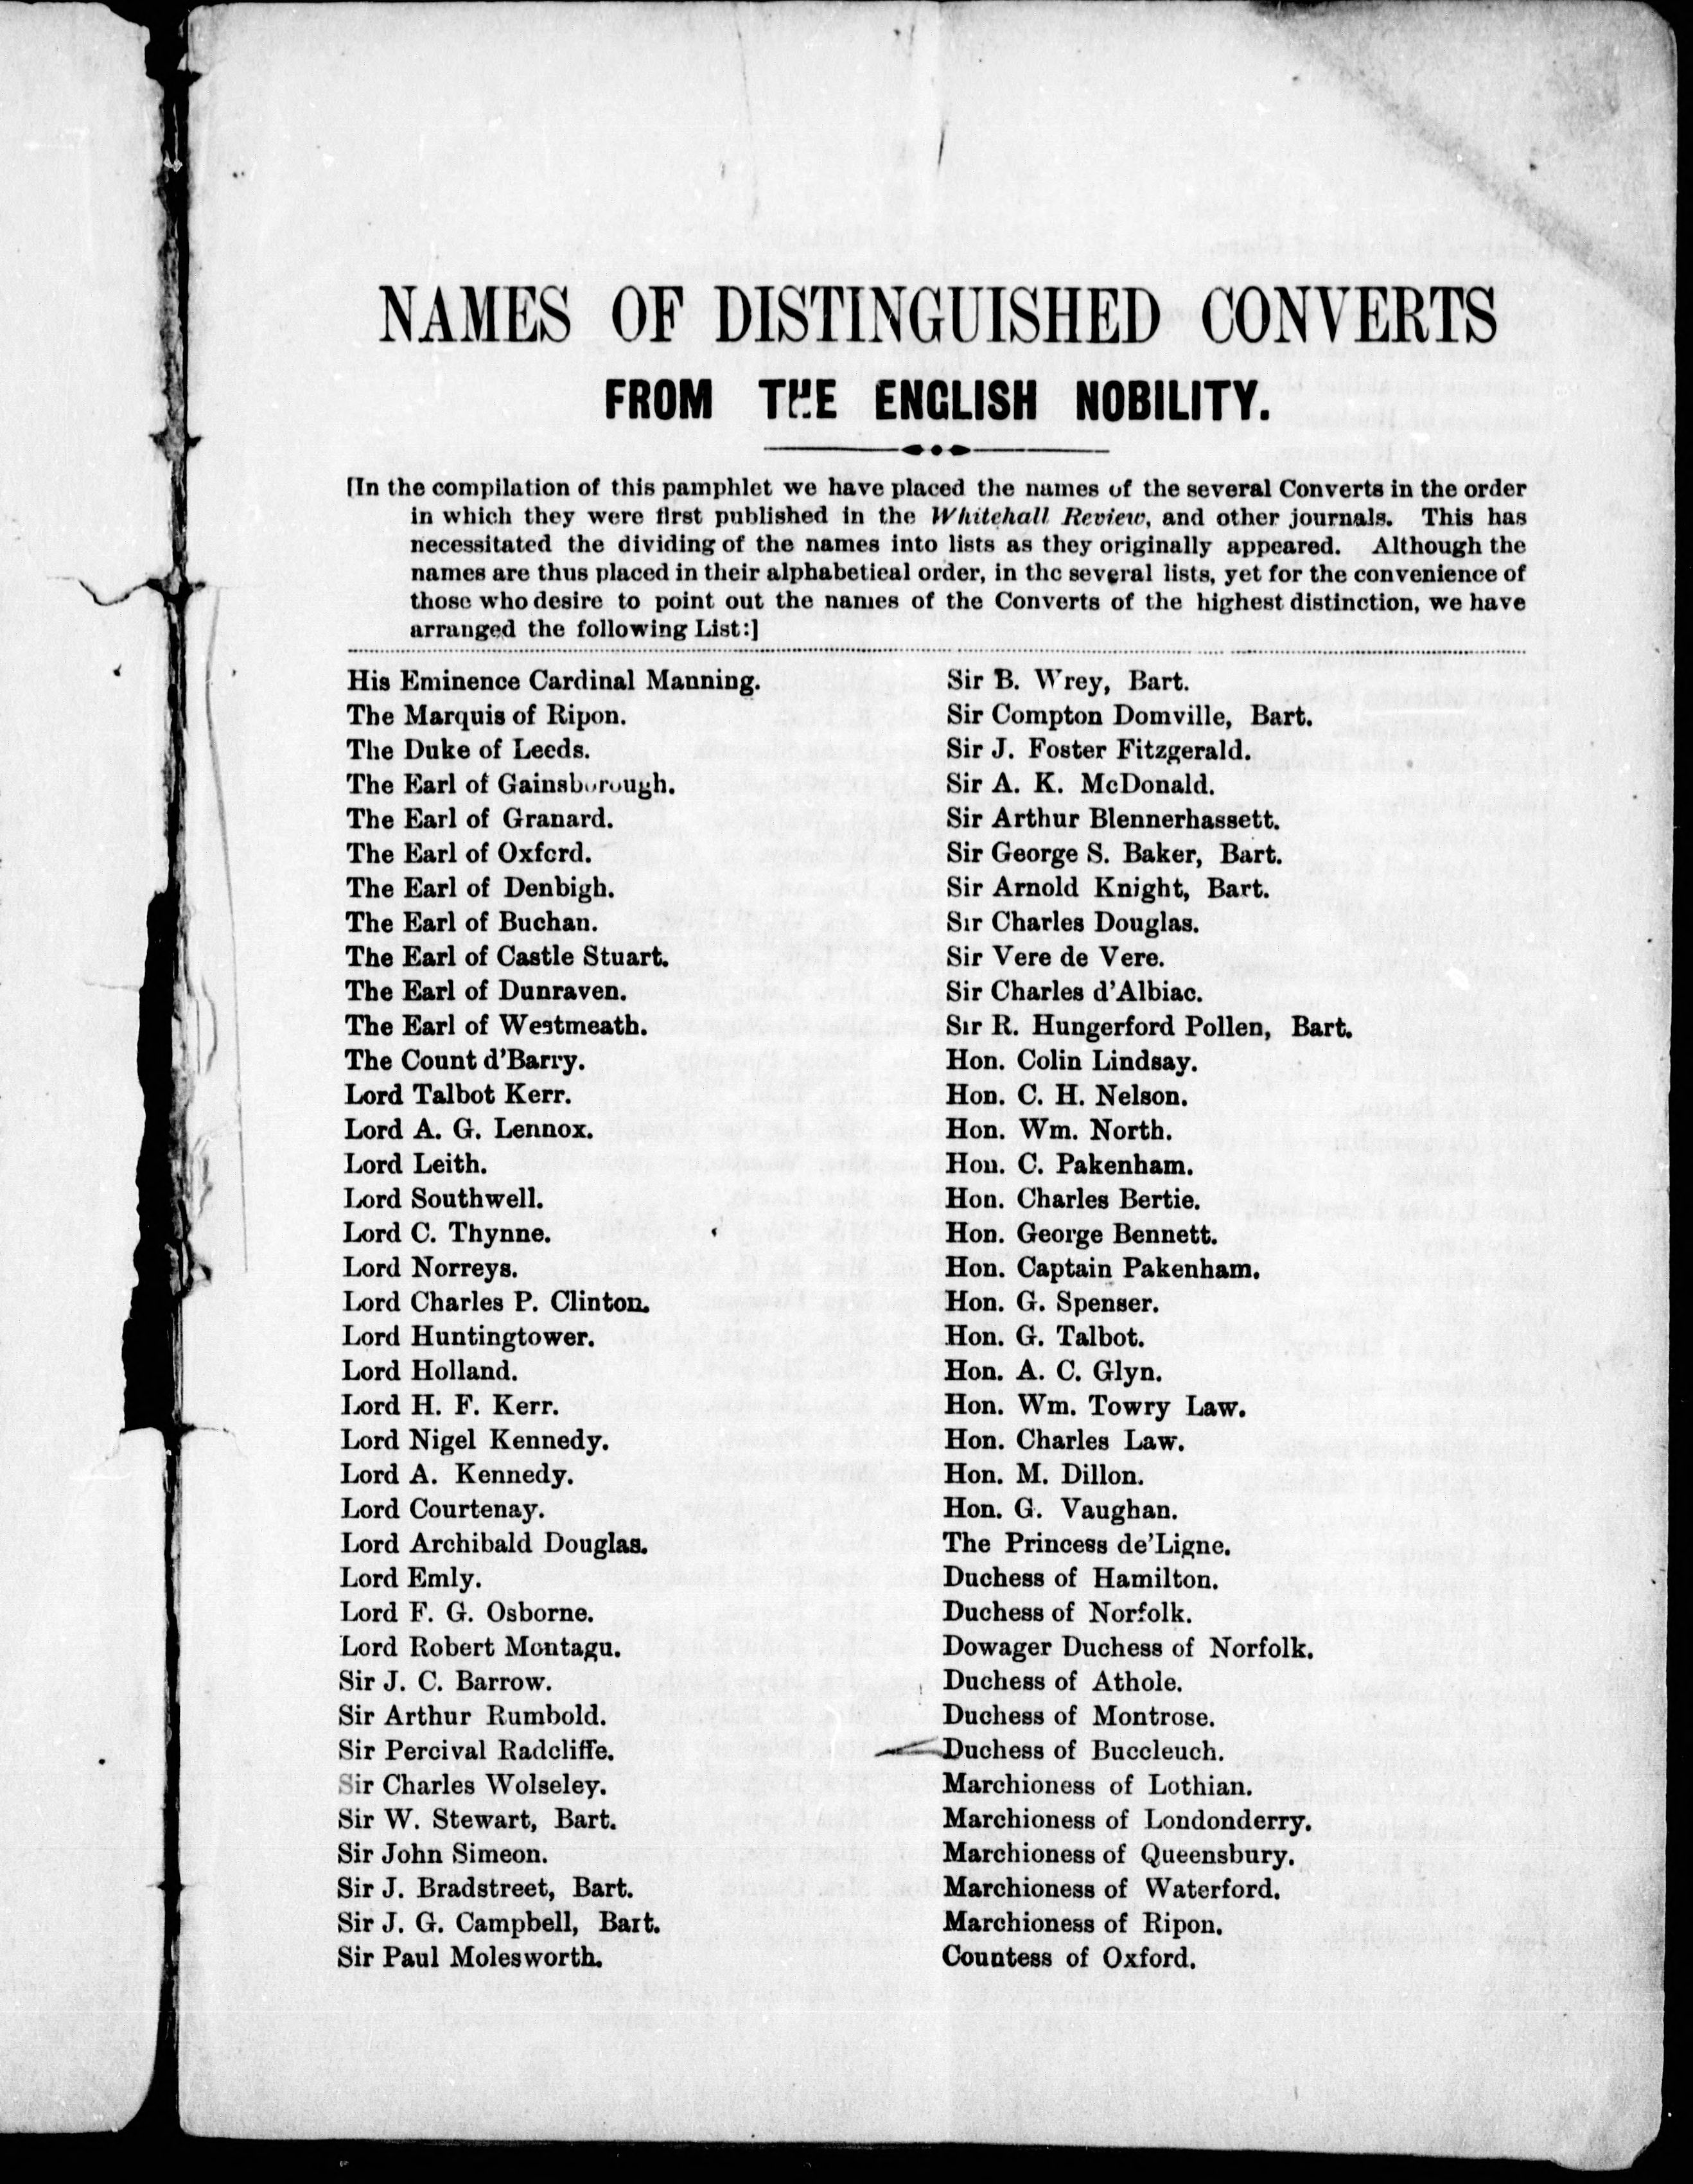 NAMES OF DISTINGUISHED CONVERTS
FROM THE ENGLISH NOBILITY.
[In the compilation of this pamphlet we have placed the names of the several Converts in the order
in which they were first published in the Whitehall Review, and other journals. This has
necessitated the dividing of the names into lists as they originally appeared. Although the
names are thus placed in their alphabetical order, in the several lists, yet for the convenience of
those who desire to point out the names of the Converts of the highest distinction, we have
arranged the following List:]
His Eminence Cardinal Manning.
The Marquis of Ripon.
The Duke of Leeds.
The Earl of Gainsborough.
The Earl of Granard.
The Earl of Oxford.
The Earl of Denbigh.
The Earl of Buchan.
The Earl of Castle Stuart.
The Earl of Dunraven.
The Earl of Westmeath.
The Count d'Barry.
Lord Talbot Kerr.
Lord A. G. Lennox.
Lord Leith.
Lord Southwell.
Lord C. Thynne.
Lord Norreys.
Lord Charles P. Clinton.
Lord Huntingtower.
Lord Holland.
Lord H. F. Kerr.
Lord Nigel Kennedy.
Lord A. Kennedy.
Lord Courtenay.
Lord Archibald Douglas.
Lord Emly.
Lord F. G. Osborne.
Lord Robert Montagu.
Sir J. C. Barrow.
Sir Arthur Rumbold.
Sir Percival Radcliffe.
Sir Charles Wolseley.
Sir W. Stewart, Bart.
Sir John Simeon.
Sir J. Bradstreet, Bart.
Sir J. G. Campbell, Bart.
Sir Paul Molesworth.
Sir B. Wrey, Bart.
Sir Compton Domville, Bart.
Sir J. Foster Fitzgerald.
Sir A. K. McDonald.
Sir Arthur Blennerhassett.
Sir George S. Baker, Bart.
Sir Arnold Knight, Bart.
Sir Charles Douglas.
Sir Vere de Vere.
Sir Charles d'Albiac.
Sir R. Hungerford Pollen, Bart.
Hon. Colin Lindsay.
Hon. C. H. Nelson.
Hon. Wm. North.
Hon. C. Pakenham.
Hon. Charles Bertie.
Hon. George Bennett.
Hon. Captain Pakenham.
Hon. G. Spenser.
Hon. G. Talbot.
Hon. A. C. Glyn.
Hon. Wm. Towry Law.
Hon. Charles Law.
Hon. M. Dillon.
Hon. G. Vaughan.
The Princess de'Ligne.
Duchess of Hamilton.
Duchess of Norfolk.
Dowager Duchess of Norfolk.
Duchess of Athole.
Duchess of Montrose.
Duchess of Buccleuch.
Marchioness of Lothian.
Marchioness of Londonderry.
Marchioness of Queensbury.
Marchioness of Waterford.
Marchioness of Ripon.
Countess of Oxford.